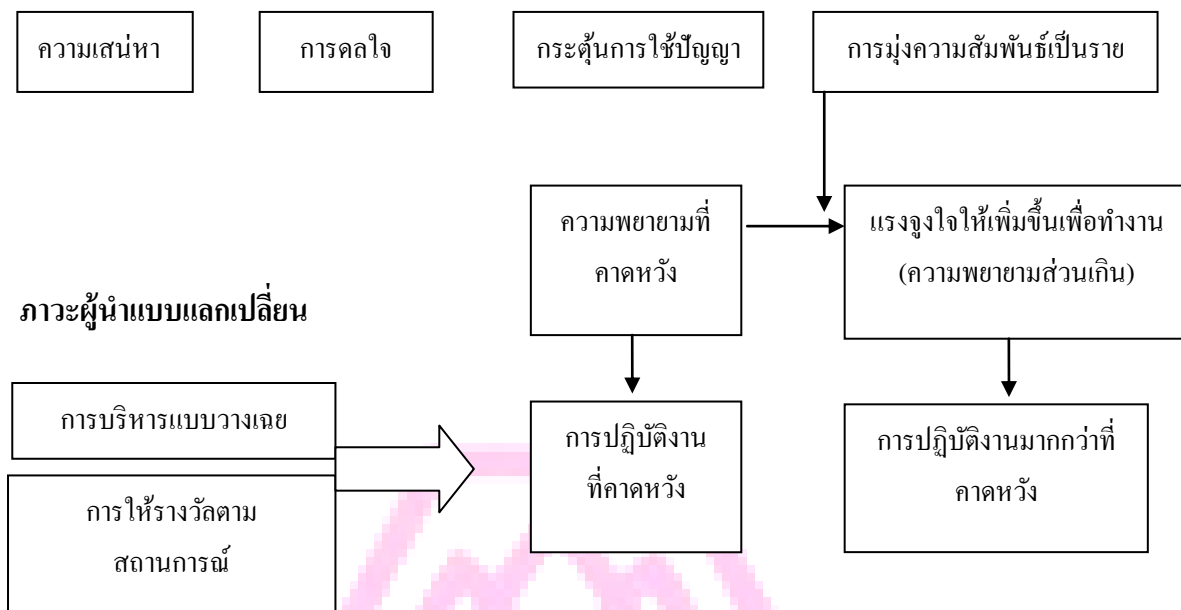 ความเสน่หา
การดลใจ
กระตุ้นการใช้ปัญญา
การมุ่งความสัมพันธ์เป็นราย
ความพยายามที่
คาดหวัง
แรงจูงใจให้เพิ่มขึ้นเพื่อทำงาน
(ความพยายามส่วนเกิน)
ภาวะผู้นำแบบแลกเปลี่ยน
การบริหารแบบวางเฉย
การให้รางวัลตาม
สถานการณ์
การปฏิบัติงาน
ที่คาดหวัง
การปฏิบัติงานมากกว่าที่
คาดหวัง